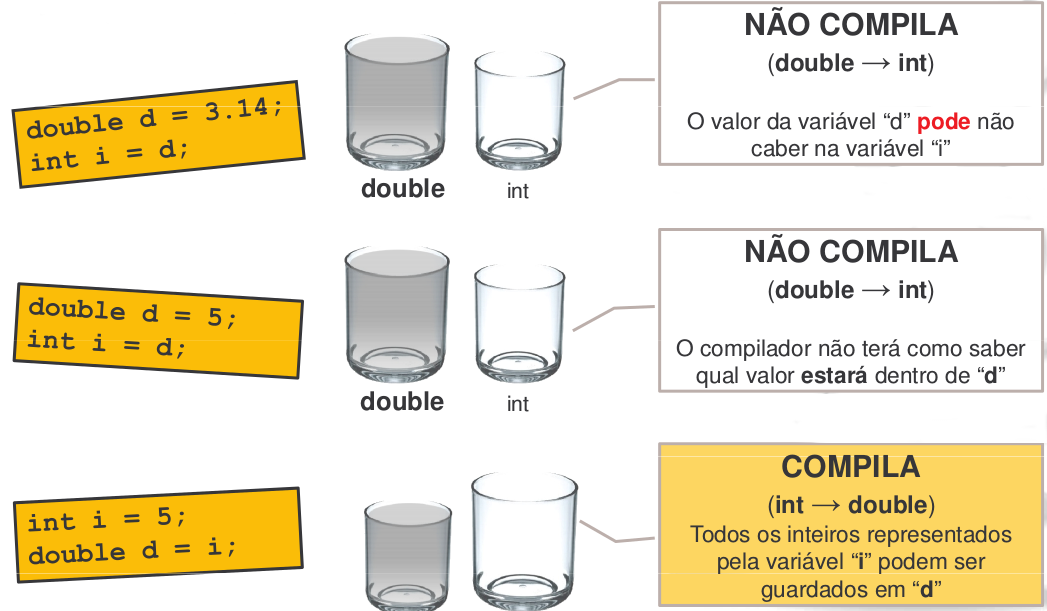 double d = 3.14;
int i = d;
double
int
NÃO COMPILA
(double → int)
O valor da variável “d” pode não
caber na variável “i”
double d = 5;
int i = d;
double
int
NÃO COMPILA
(double → int)
O compilador não terá como saber
qual valor estará dentro de “d”
int i = 5;
double d = i;
COMPILA
(int → double)
Todos os inteiros representados
pela variável “i” podem ser
guardados em “d”